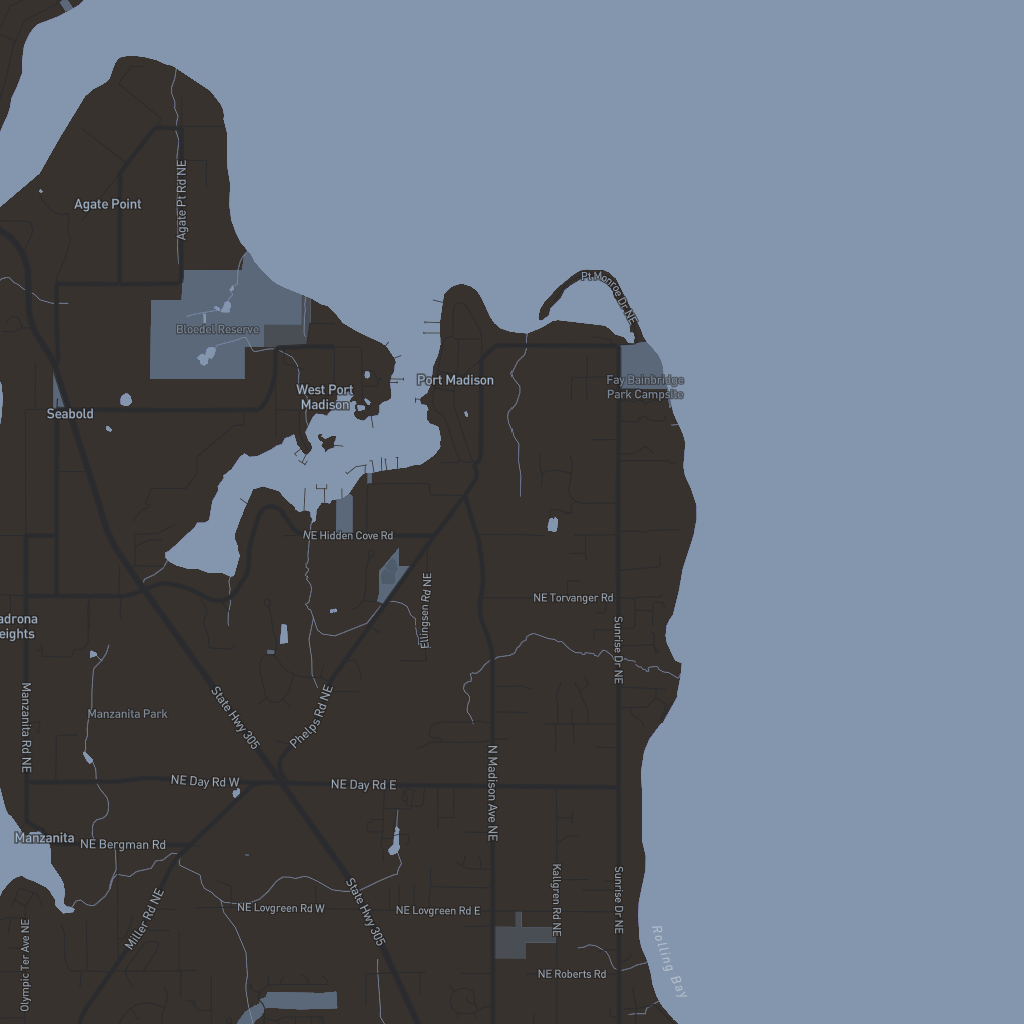 Agate Pt Rd NE
Agate Point
Pt Monroe Dr NE
Bloedel Reserve
West Port
Madison
Port Madison
Fay Bainbridge
Park Campsite
Seabold
NE Hidden Cove Rd
Ellingsen Rd NE
NE Torvanger Rd
adrona
eights
Sunrise Dr NE
Manzanita Rd NE
Manzanita Park
State Hwy 305
Phelps Rd NE
N Madison Ave NE
NE Day Rd W
NE Day Rd E
Manzanita
NE Bergman Rd
Miller Rd NE
State Hwy 305
Kallgren Rd NE
Sunrise Dr NE
NE Lovgreen Rd W
NE Lovgreen Rd E
Olympic Ter Ave NE
Rolling Bay
NE Roberts Rd